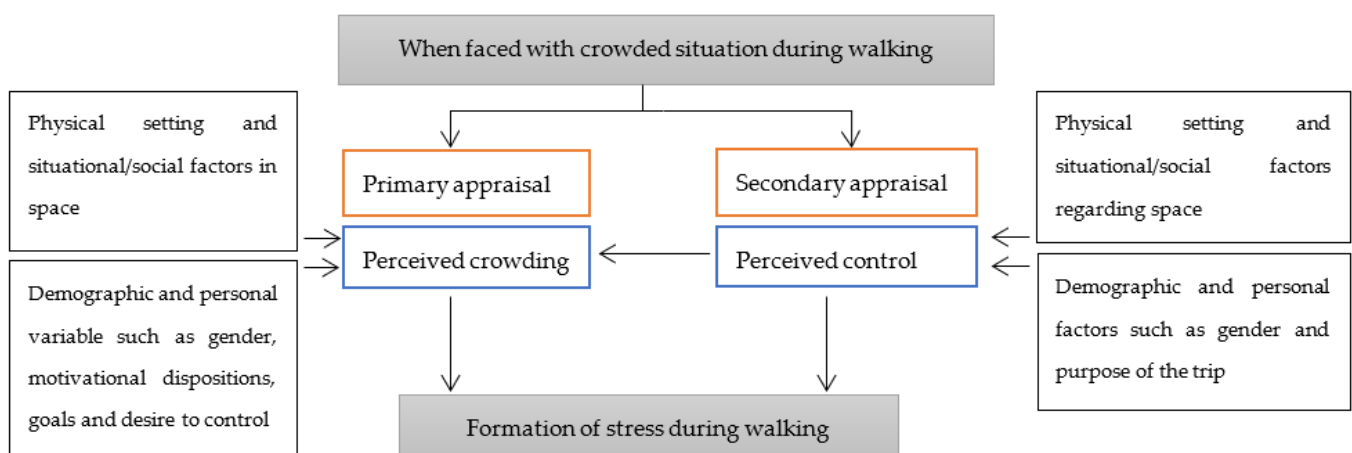 When faced with crowded situation during walking
Physical setting and
situational/social factors in
space
Primary appraisal
Secondary appraisal
Physical setting and
situational/social factors
regarding space
Perceived crowding
Perceived control
Demographic and personal
variable such as gender,
motivational dispositions,
goals and desire to control
Demographic and personal
factors such as gender and
purpose of the trip
Formation of stress during walking